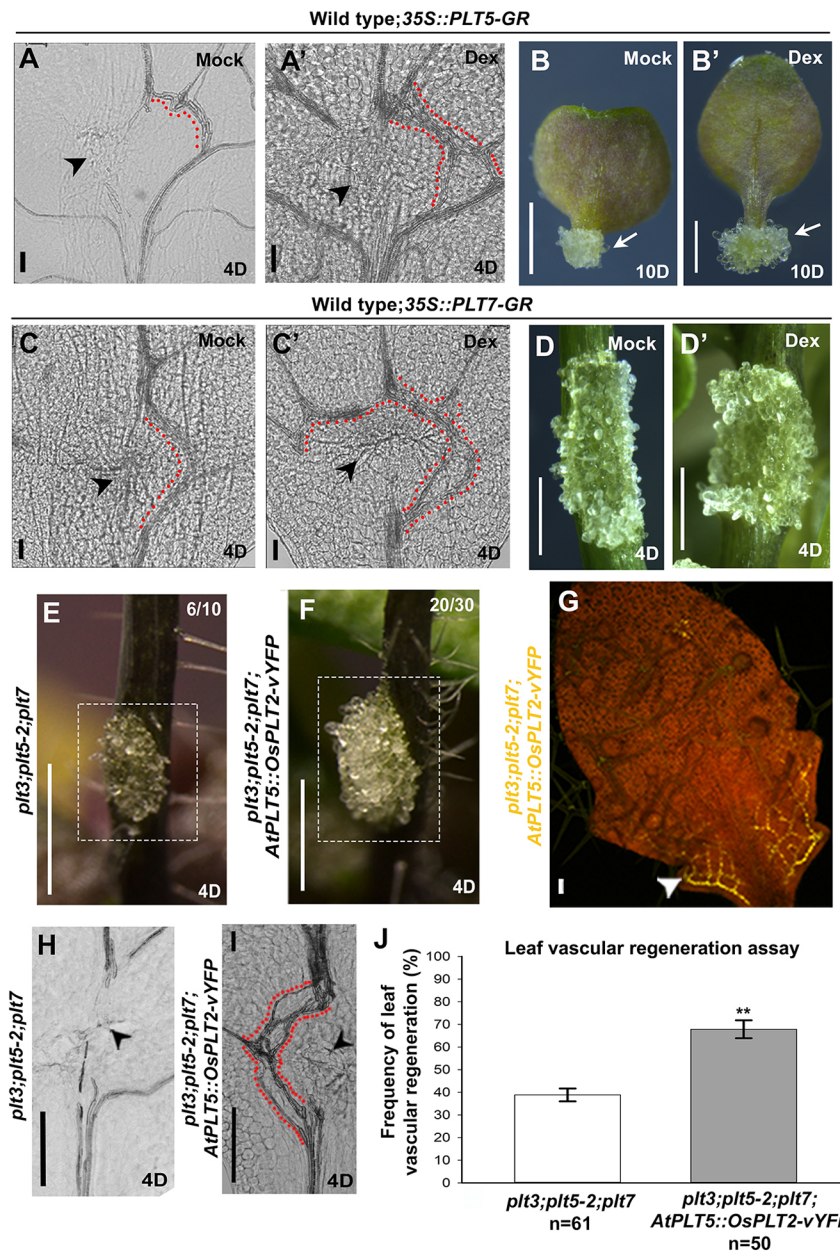 Wild type;35S::PLT5-GR
A
Mock
4D
A'
Dex
4D
B
Mock
10D
B'
Dex
10D
Wild type;35S::PLT7-GR
C
Mock
4D
C'
Dex
4D
D
Mock
4D
D'
Dex
4D
plt3;plt5-2;plt7
E
6/10
4D
plt3;plt5-2;plt7;
AtPLT5::OsPLT2-vYFP
F
20/30
4D
plt3;plt5-2;plt7;
AtPLT5::OsPLT2-vYFP
G
plt3;plt5-2;plt7
H
4D
plt3;plt5-2;plt7;
AtPLT5::OsPLT2-vYFP
I
4D
J
Leaf vascular regeneration assay
Frequency of leaf
vascular regeneration (%)
100
90
80
70
60
50
40
30
20
10
0
**
plt3;plt5-2;plt7
n=61
plt3;plt5-2;plt7;
AtPLT5::OsPLT2-vYF
n=50